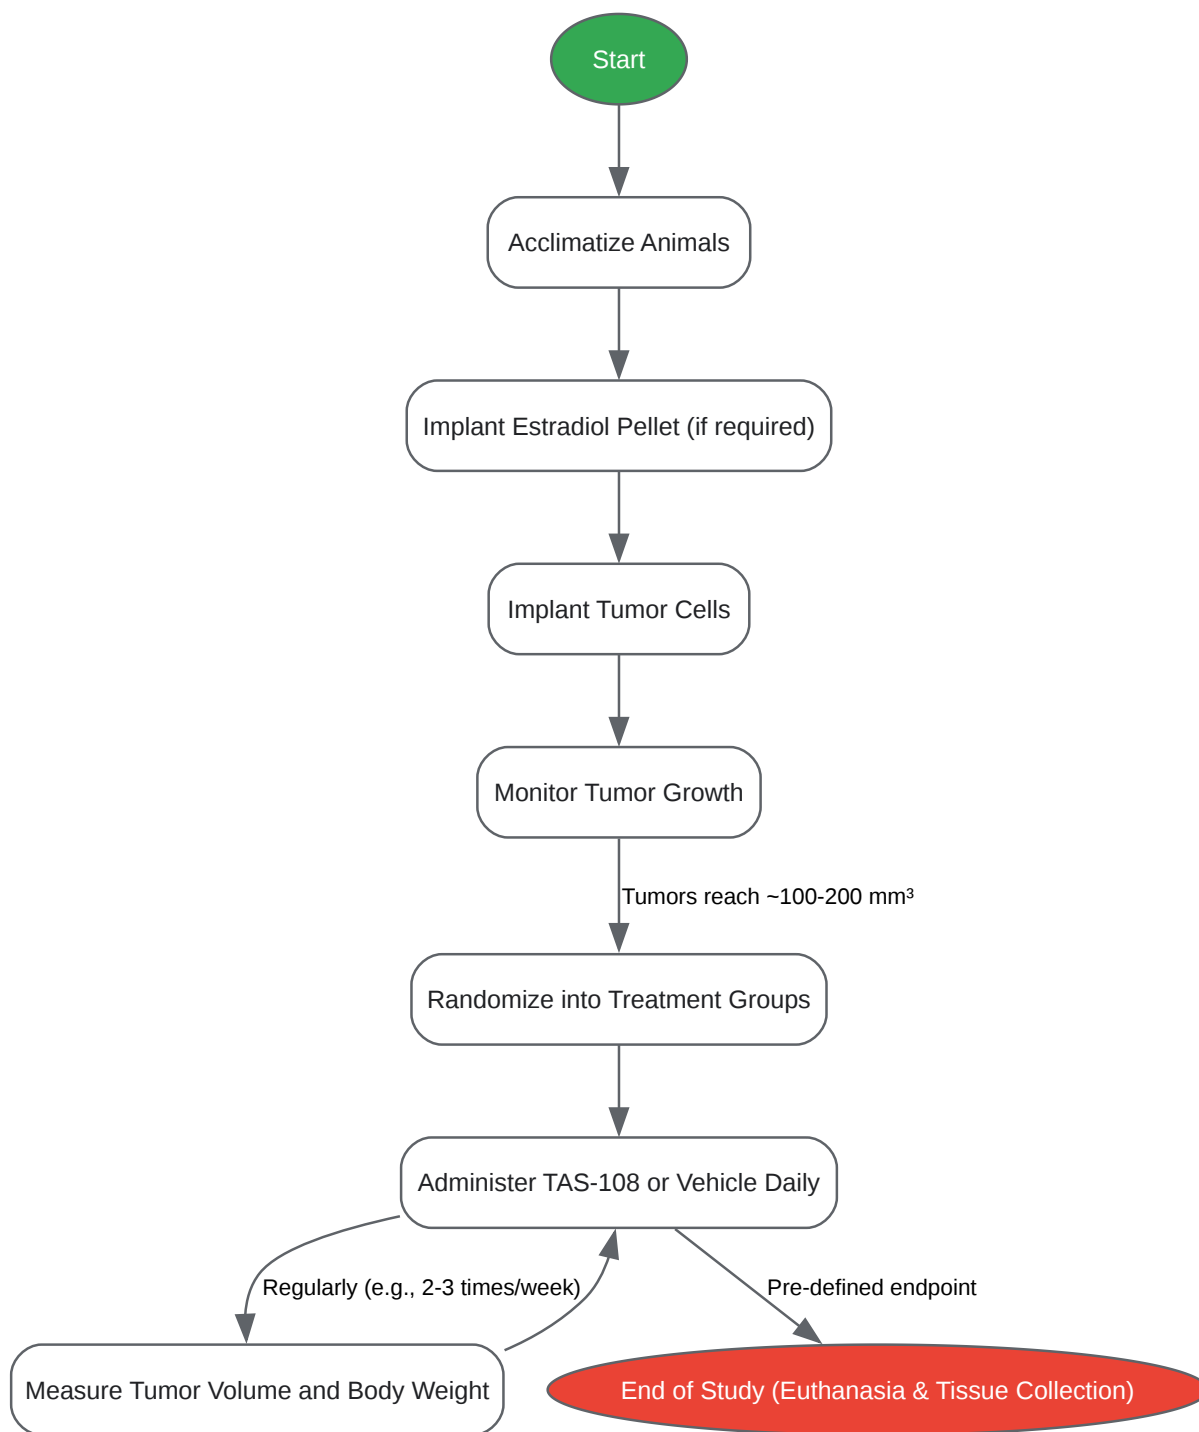 Start
Acclimatize Animals
Implant Estradiol Pellet (if required)
Implant Tumor Cells
Monitor Tumor Growth
Tumors reach ~100-200 mm³
Randomize into Treatment Groups
Administer TAS-108 or Vehicle Daily
Regularly (e.g., 2-3 times/week)
Pre-defined endpoint
Measure Tumor Volume and Body Weight
End of Study (Euthanasia & Tissue Collection)